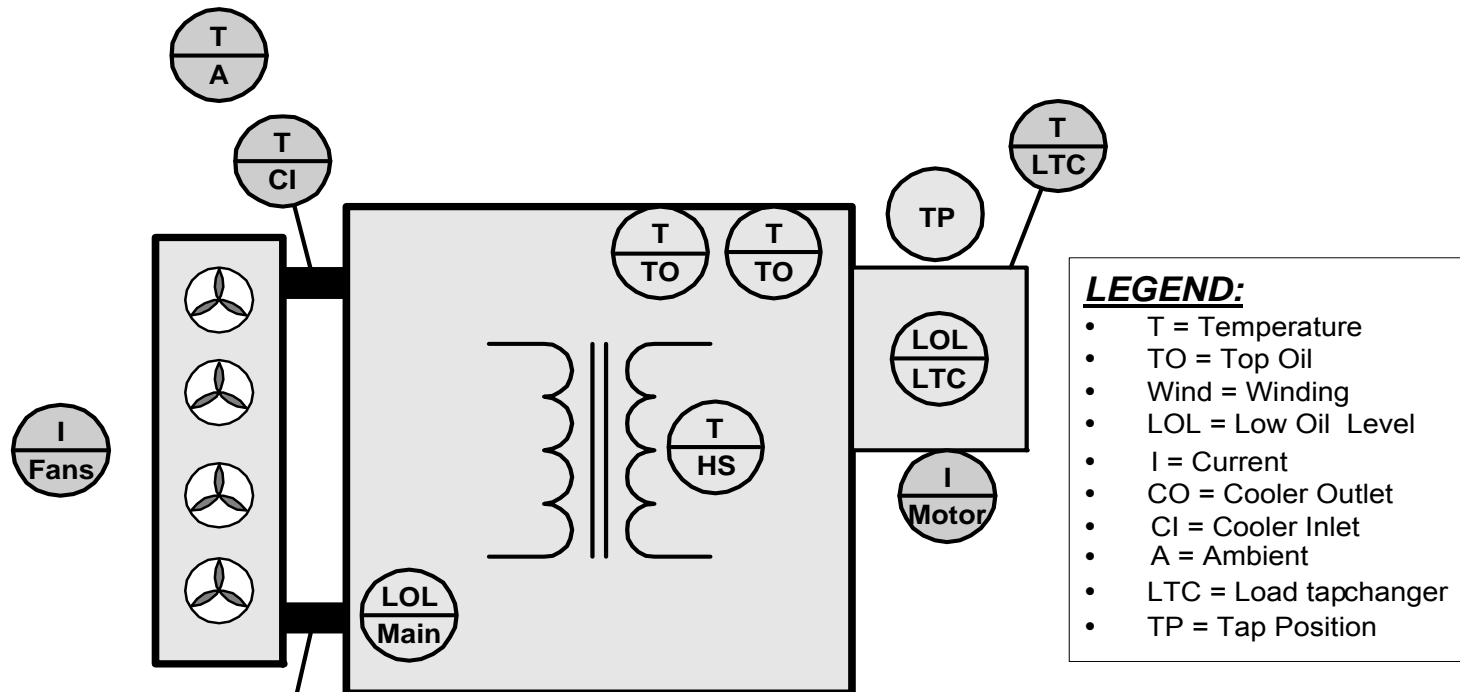 T
A
T
CI
T
LTC
TP
T
TO
T
TO
LOL
LTC
T
HS
I
Fans
I
Motor
LOL
Main
LEGEND:
• T = Temperature
• TO = Top Oil
• Wind = Winding
• LOL = Low Oil Level
• I = Current
• CO = Cooler Outlet
• CI = Cooler Inlet
• A = Ambient
• LTC = Load tapchanger
• TP = Tap Position